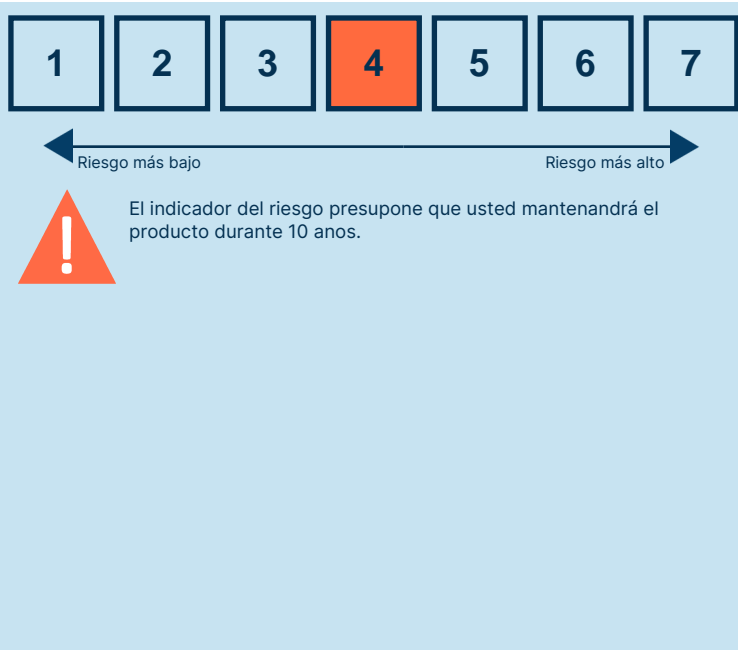 1 2 3 4 5 6 7
Riesgo más bajo Riesgo más alto
! El indicador del riesgo presupone que usted mantenandrá el
producto durante 10 anos.